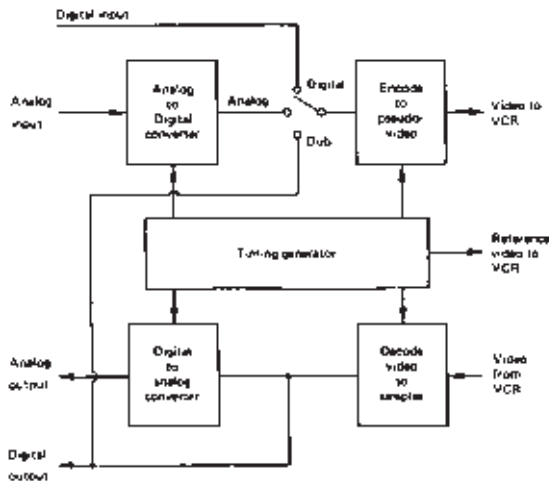 Digital input
Analog
input
Analog
to
Digital
converter
Analog
Digital
Dub
Encode
to
pseudo-
video
Video to
VCR
Timing generator
Reference
video to
VCR
Analog
output
Digital
to
analog
converter
Decode
video
to
samples
Video
from
VCR
Digital
output